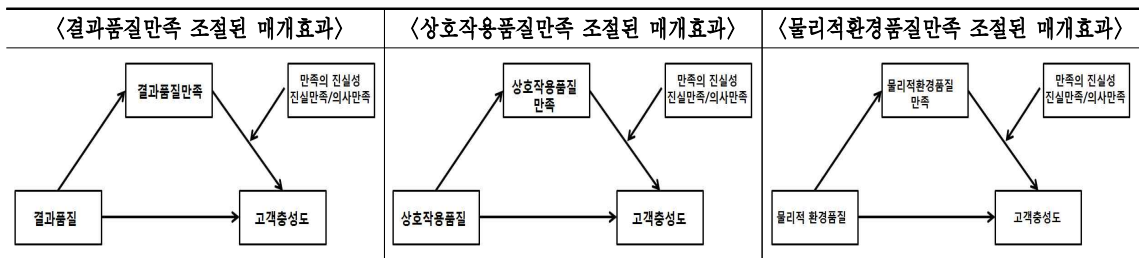 〈결과품질만족 조절된 매개효과〉
〈상호작용품질만족 조절된 매개효과〉
〈물리적환경품질만족 조절된 매개효과〉
결과품질만족
만족의 진실성
진실만족/의사만족
결과품질
고객충성도
상호작용품질
만족
만족의 진실성
진실만족/의사만족
상호작용품질
고객충성도
물리적환경품질
만족
만족의 진실성
진실만족/의사만족
물리적 환경품질
고객충성도